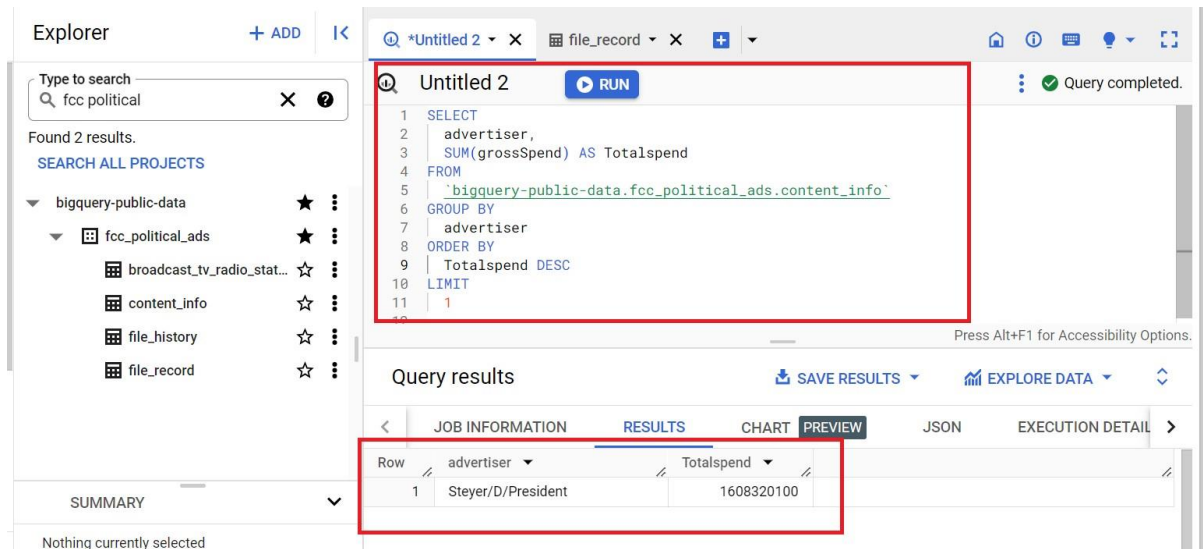 Explorer
+ ADD
*Untitled 2
file_record
Type to search
fcc political
Found 2 results.
SEARCH ALL PROJECTS
bigquery-public-data
fcc_political_ads
broadcast_tv_radio_stat...
content_info
file_history
file_record
SUMMARY
Nothing currently selected
Untitled 2
RUN
Query completed.
1 SELECT
2 advertiser,
3 SUM(grossSpend) AS Totalspend
4 FROM
5 `bigquery-public-data.fcc_political_ads.content_info`
6 GROUP BY
7 advertiser
8 ORDER BY
9 Totalspend DESC
10 LIMIT
11 1
Press Alt+F1 for Accessibility Options.
Query results
SAVE RESULTS
EXPLORE DATA
JOB INFORMATION RESULTS CHART PREVIEW JSON EXECUTION DETAIL
Row advertiser Totalspend
1 Steyer/D/President 1608320100